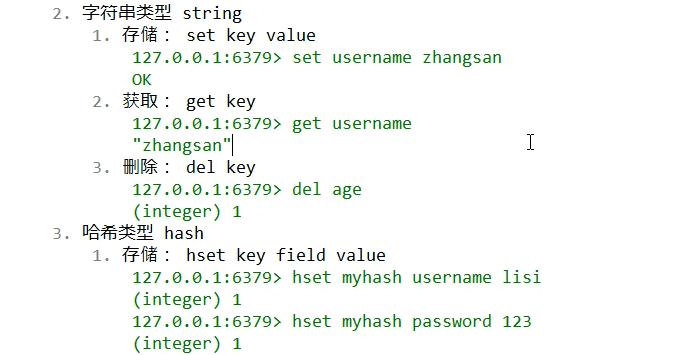 2. 字符串类型 string
1. 存储： set key value
127.0.0.1:6379> set username zhangsan
OK
2. 获取： get key
127.0.0.1:6379> get username
"zhangsan"
3. 删除： del key
127.0.0.1:6379> del age
(integer) 1
3. 哈希类型 hash
1. 存储： hset key field value
127.0.0.1:6379> hset myhash username lisi
(integer) 1
127.0.0.1:6379> hset myhash password 123
(integer) 1